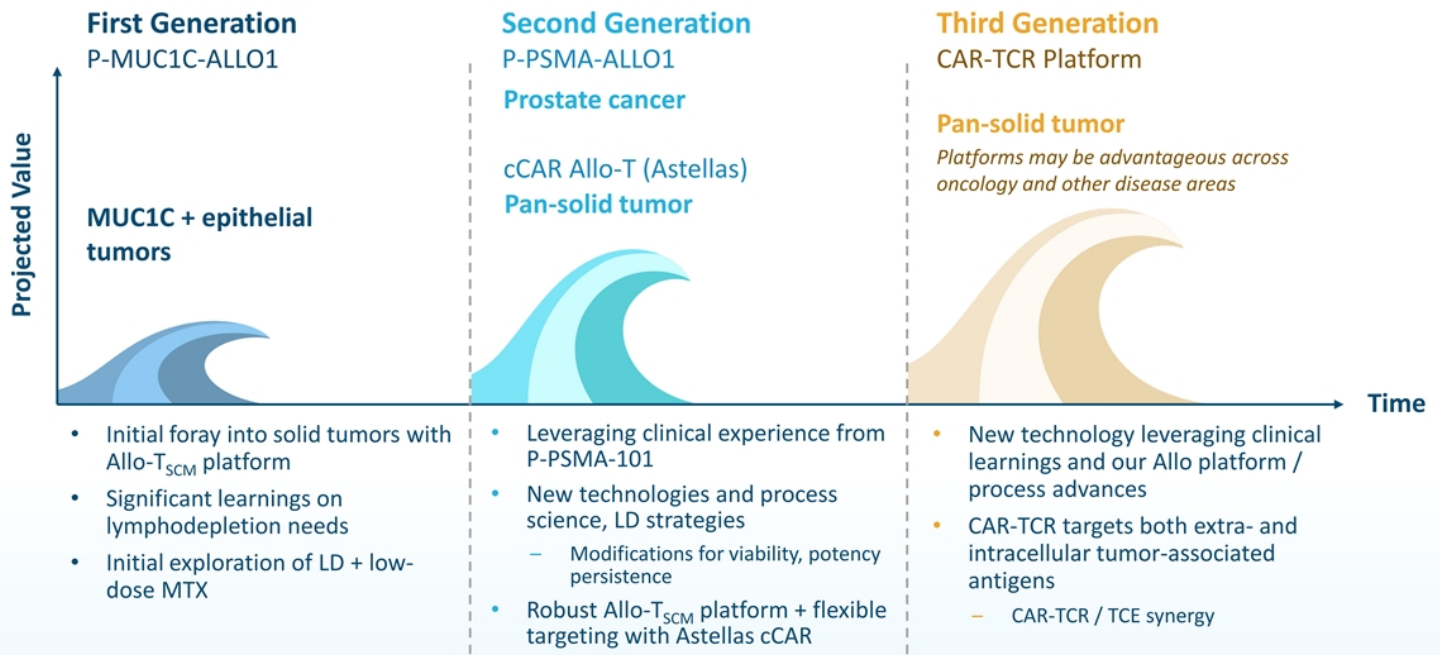 First Generation
P-MUC1C-ALLO1
MUC1C + epithelial
tumors
Second Generation
P-PSMA-ALLO1
Prostate cancer
cCAR Allo-T (Astellas)
Pan-solid tumor
Third Generation
CAR-TCR Platform
Pan-solid tumor
Platforms may be advantageous across
oncology and other disease areas
Projected Value
Time
• Initial foray into solid tumors with
Allo-TSCM platform
• Significant learnings on
lymphodepletion needs
• Initial exploration of LD + low-
dose MTX
• Leveraging clinical experience from
P-PSMA-101
• New technologies and process
science, LD strategies
– Modifications for viability, potency
persistence
• Robust Allo-TSCM platform + flexible
targeting with Astellas cCAR
• New technology leveraging clinical
learnings and our Allo platform /
process advances
• CAR-TCR targets both extra- and
intracellular tumor-associated
antigens
– CAR-TCR / TCE synergy